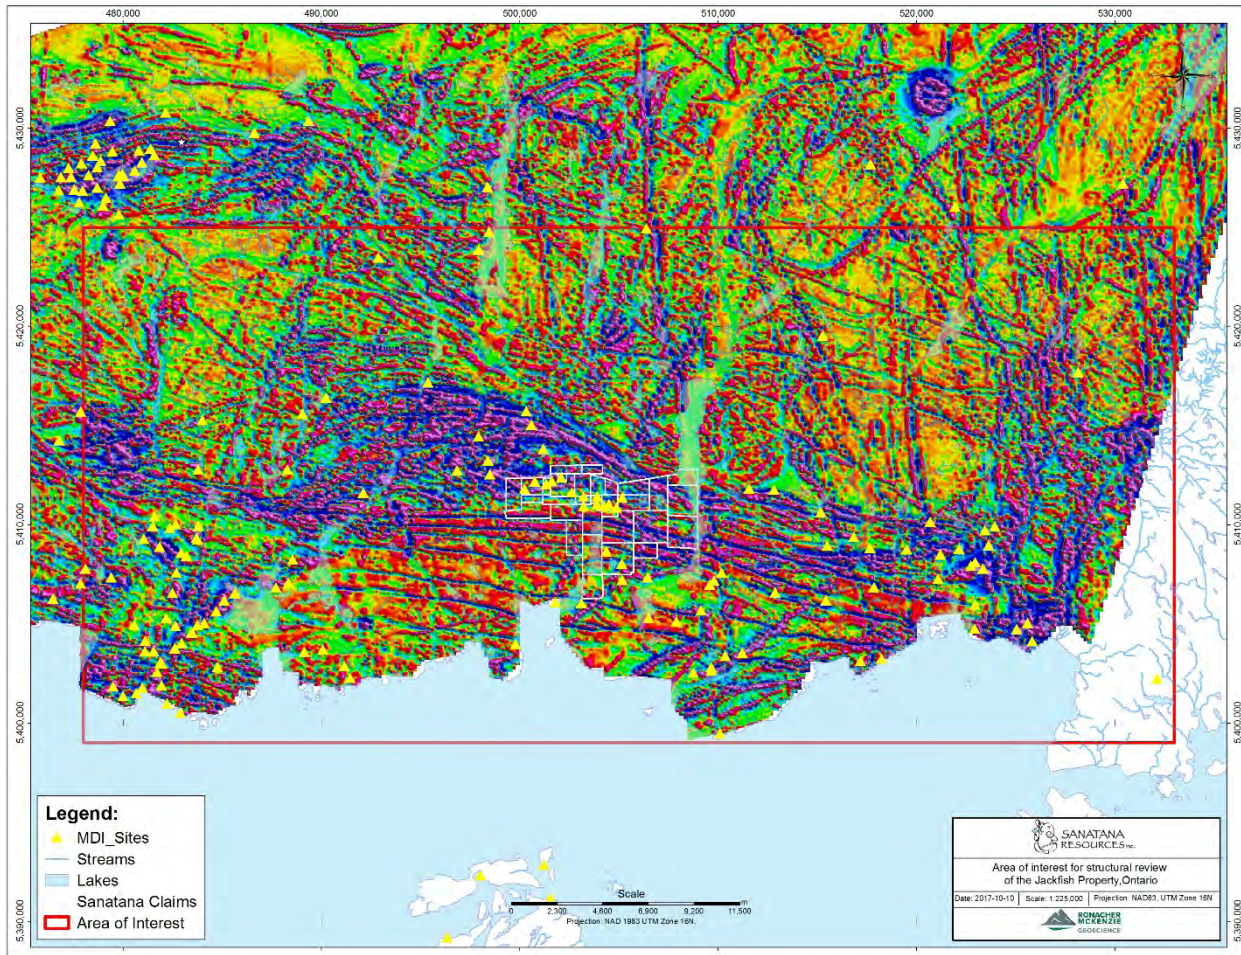 480,000 490,000 500,000 510,000 520,000 530,000
5,430,000 5,430,000
5,420,000 5,420,000
5,410,000 5,410,000
5,400,000 5,400,000
5,390,000 5,390,000
Legend:
MDI_Sites
Streams
Lakes
Sanatana Claims
Area of Interest
Scale
0 2,300 4,600 6,900 9,200 11,500 m
Projection: NAD 1983 UTM Zone 16N.
SANATANA
RESOURCES Inc.
Area of interest for structural review
of the Jackfish Property,Ontario
Date: 2017-10-10 Scale: 1:225,000 Projection: NAD83, UTM Zone 16N
RONACHER
MCKENZIE
GEOSCIENCE
480,000 490,000 500,000 510,000 520,000 530,000